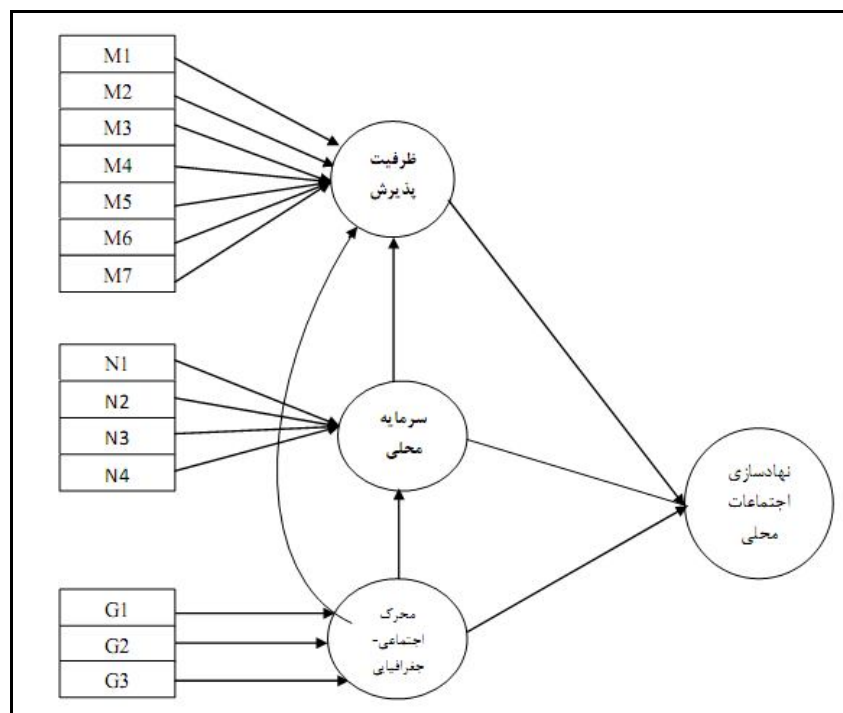 M1
M2
M3
M4
M5
M6
M7
ظرفیت
پذیرش
N1
N2
N3
N4
سرمایه
محلی
نهادسازی
اجتماعات
محلی
G1
G2
G3
محرک
اجتماعی-
جغرافیایی